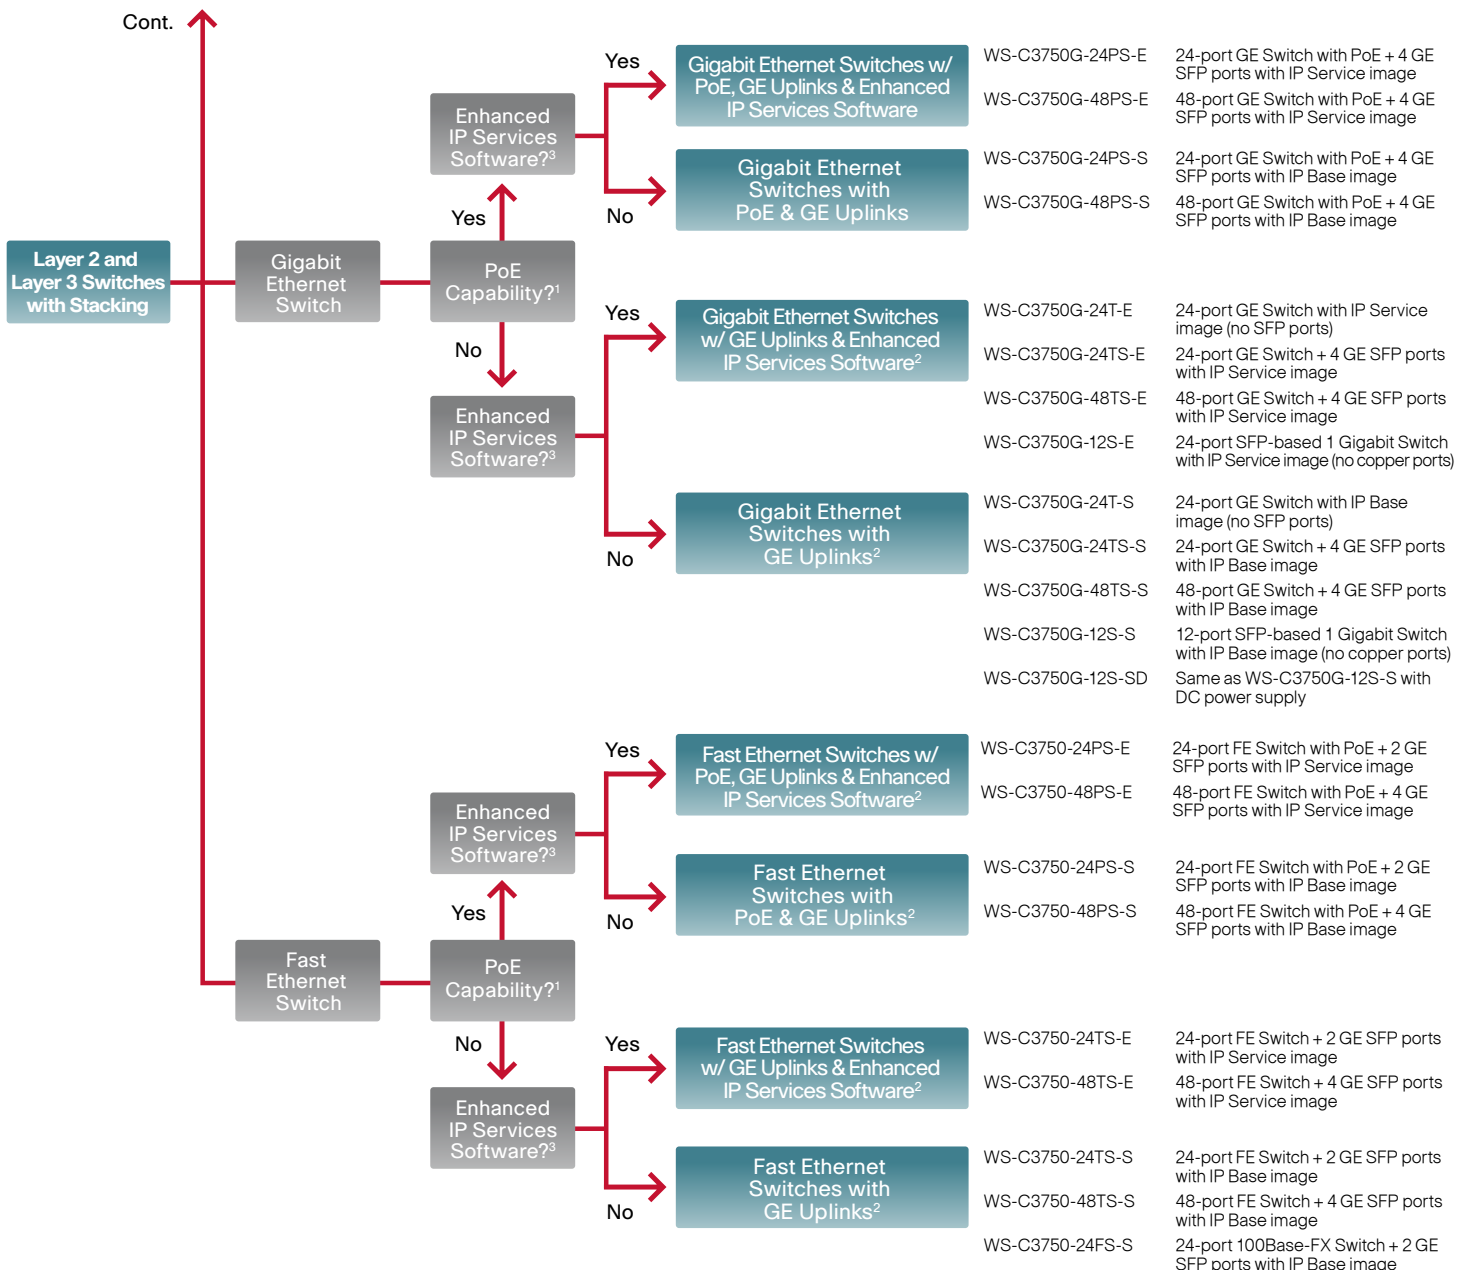 Cont.
Layer 2 and
Layer 3 Switches
with Stacking
Gigabit
Ethernet
Switch
PoE
Capability?¹
Yes
Enhanced
IP Services
Software?³
Yes
Gigabit Ethernet Switches w/
PoE, GE Uplinks & Enhanced
IP Services Software
WS-C3750G-24PS-E
24-port GE Switch with PoE + 4 GE
SFP ports with IP Service image
WS-C3750G-48PS-E
48-port GE Switch with PoE + 4 GE
SFP ports with IP Service image
No
Gigabit Ethernet
Switches with
PoE & GE Uplinks
WS-C3750G-24PS-S
24-port GE Switch with PoE + 4 GE
SFP ports with IP Base image
WS-C3750G-48PS-S
48-port GE Switch with PoE + 4 GE
SFP ports with IP Base image
No
Enhanced
IP Services
Software?³
Yes
Gigabit Ethernet Switches
w/ GE Uplinks & Enhanced
IP Services Software²
WS-C3750G-24T-E
24-port GE Switch with IP Service
image (no SFP ports)
WS-C3750G-24TS-E
24-port GE Switch + 4 GE SFP ports
with IP Service image
WS-C3750G-48TS-E
48-port GE Switch + 4 GE SFP ports
with IP Service image
WS-C3750G-12S-E
24-port SFP-based 1 Gigabit Switch
with IP Service image (no copper ports)
No
Gigabit Ethernet
Switches with
GE Uplinks²
WS-C3750G-24T-S
24-port GE Switch with IP Base
image (no SFP ports)
WS-C3750G-24TS-S
24-port GE Switch + 4 GE SFP ports
with IP Base image
WS-C3750G-48TS-S
48-port GE Switch + 4 GE SFP ports
with IP Base image
WS-C3750G-12S-S
12-port SFP-based 1 Gigabit Switch
with IP Base image (no copper ports)
WS-C3750G-12S-SD
Same as WS-C3750G-12S-S with
DC power supply
Fast
Ethernet
Switch
PoE
Capability?¹
Yes
Enhanced
IP Services
Software?³
Yes
Fast Ethernet Switches w/
PoE, GE Uplinks & Enhanced
IP Services Software²
WS-C3750-24PS-E
24-port FE Switch with PoE + 2 GE
SFP ports with IP Service image
WS-C3750-48PS-E
48-port FE Switch with PoE + 4 GE
SFP ports with IP Service image
No
Fast Ethernet
Switches with
PoE & GE Uplinks²
WS-C3750-24PS-S
24-port FE Switch with PoE + 2 GE
SFP ports with IP Base image
WS-C3750-48PS-S
48-port FE Switch with PoE + 4 GE
SFP ports with IP Base image
No
Enhanced
IP Services
Software?³
Yes
Fast Ethernet Switches
w/ GE Uplinks & Enhanced
IP Services Software²
WS-C3750-24TS-E
24-port FE Switch + 2 GE SFP ports
with IP Service image
WS-C3750-48TS-E
48-port FE Switch + 4 GE SFP ports
with IP Service image
No
Fast Ethernet
Switches with
GE Uplinks²
WS-C3750-24TS-S
24-port FE Switch + 2 GE SFP ports
with IP Base image
WS-C3750-48TS-S
48-port FE Switch + 4 GE SFP ports
with IP Base image
WS-C3750-24FS-S
24-port 100Base-FX Switch + 2 GE
SFP ports with IP Base image